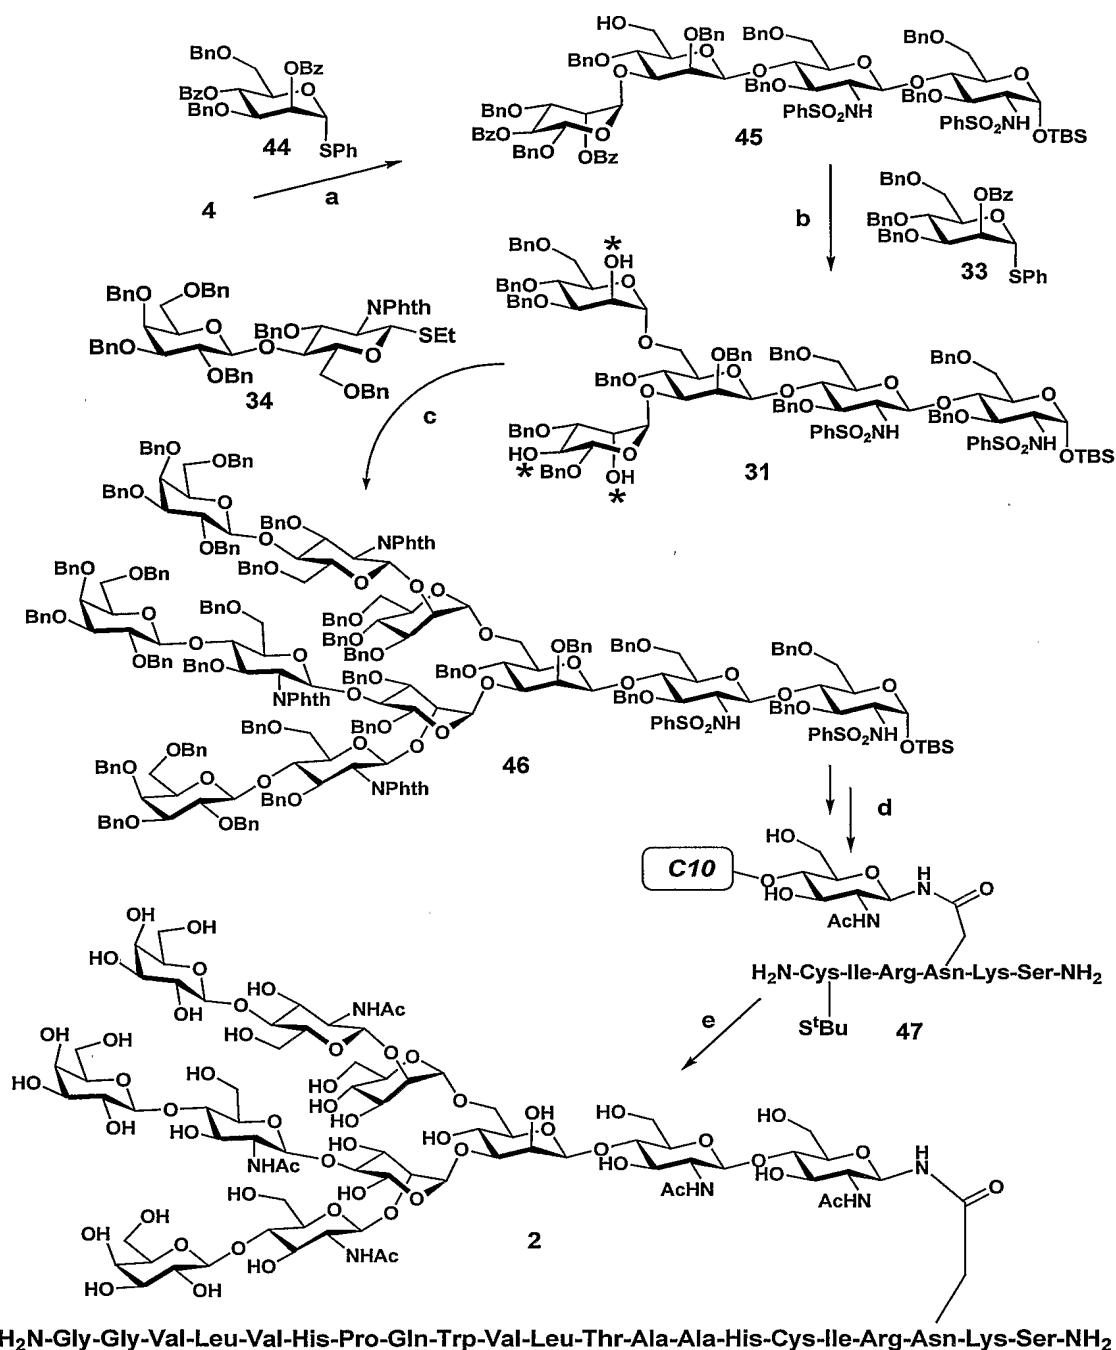 BnO OBz
BzO O
BnO
44 SPh
4 a
HO OBn BnO BnO
BnO O O O O
O O BnO O BnO
BnO PhSO2NH PhSO2NH OTBS
BzO O
BnO OBz
45
b
BnO OBz
BnO O
BnO
33 SPh
BnO OBn NPhth
BnO O BnO SEt
BnO O O
OBn OBn
34
c
BnO * OH
BnO O
BnO
O OBn BnO BnO
BnO O O O O
O O BnO O BnO
BnO PhSO2NH PhSO2NH OTBS
HO O
* BnO OH
*
31
BnO OBn
BnO O BnO NPhth
OBn O O
BnO O
BnO OBn BnO BnO O
BnO O O O BnO O
OBn BnO BnO O OBn BnO BnO
NPhth BnO BnO O O O O
O O O BnO O BnO
BnO O PhSO2NH PhSO2NH OTBS
OBn BnO O O
BnO O O NPhth
BnO OBn BnO
46
d
C10 HO
O O H
HO N O
AcHN
H2N-Cys-Ile-Arg-Asn-Lys-Ser-NH2
StBu
47
e
OH OH
HO O HO NHAc
OH O O
HO O
OH OH HO HO O
HO O O O HO O
OH HO HO O OH HO HO
NHAc HO HO O O O O H
O O O HO O HO N O
HO O AcHN AcHN
OH HO O O
HO O O NHAc
HO OH HO
2
H2N-Gly-Gly-Val-Leu-Val-His-Pro-Gln-Trp-Val-Leu-Thr-Ala-Ala-His-Cys-Ile-Arg-Asn-Lys-Ser-NH2